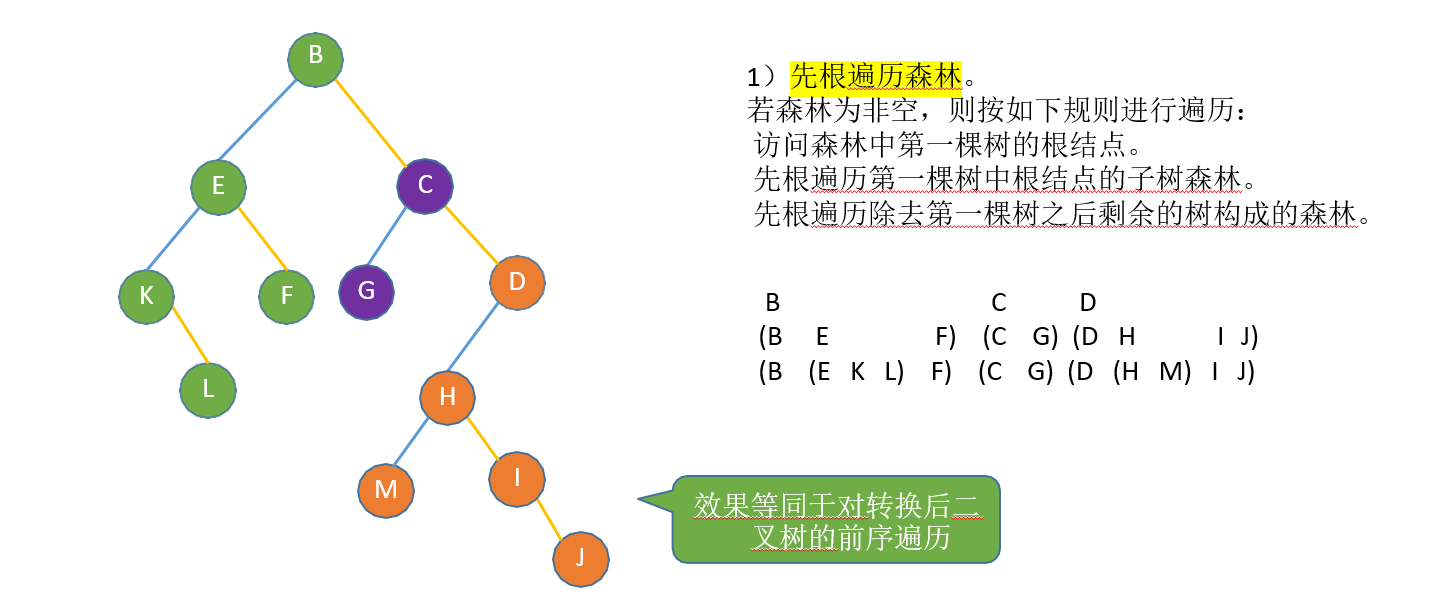 B
E
C
K
F
G
D
L
H
M
I
J
1）先根遍历森林。
若森林为非空，则按如下规则进行遍历：
访问森林中第一棵树的根结点。
先根遍历第一棵树中根结点的子树森林。
先根遍历除去第一棵树之后剩余的树构成的森林。
B C D
(B E F) (C G) (D H I J)
(B (E K L) F) (C G) (D (H M) I J)
效果等同于对转换后二
叉树的前序遍历